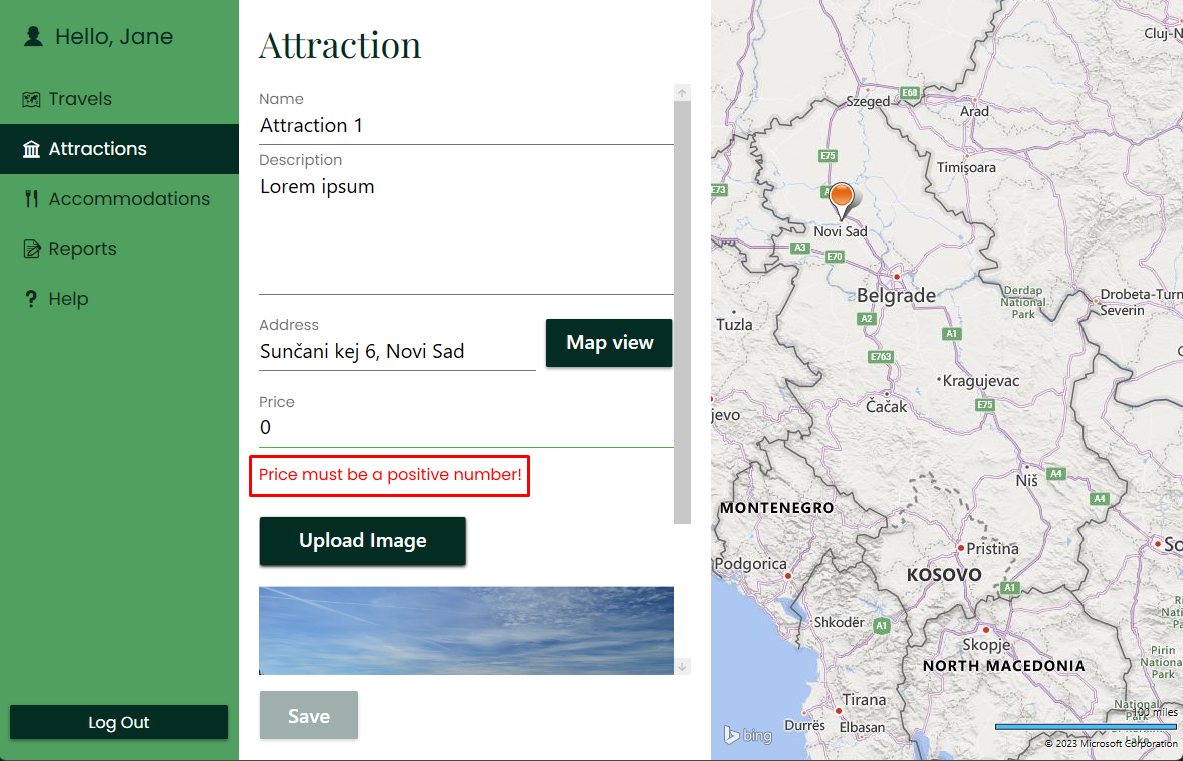 Hello, Jane
Travels
Attractions
Accommodations
Reports
Help
Log Out
Attraction
Name
Attraction 1
Description
Lorem ipsum
Address
Sunčani kej 6, Novi Sad
Map view
Price
0
Price must be a positive number!
Upload Image
Save
Cluj-N
Szeged
E68
Arad
E75
Timișoara
E73
Novi Sad
A3
E70
Belgrade
Derdap
National
Park
Drobeta-Turn
Severin
A2
Tuzla
A1
E763
Kragujevac
Čačak
E75
jevo
Niš
A4
A4
MONTENEGRO
Priština
Podgorica
KOSOVO
A1
Shkodër
A1
Skopje
NORTH MACEDONIA
Pirin
Nationa
Park
Tirana
National
Park
100 miles
Durrës
Elbasan
bing
© 2023 Microsoft Corporation